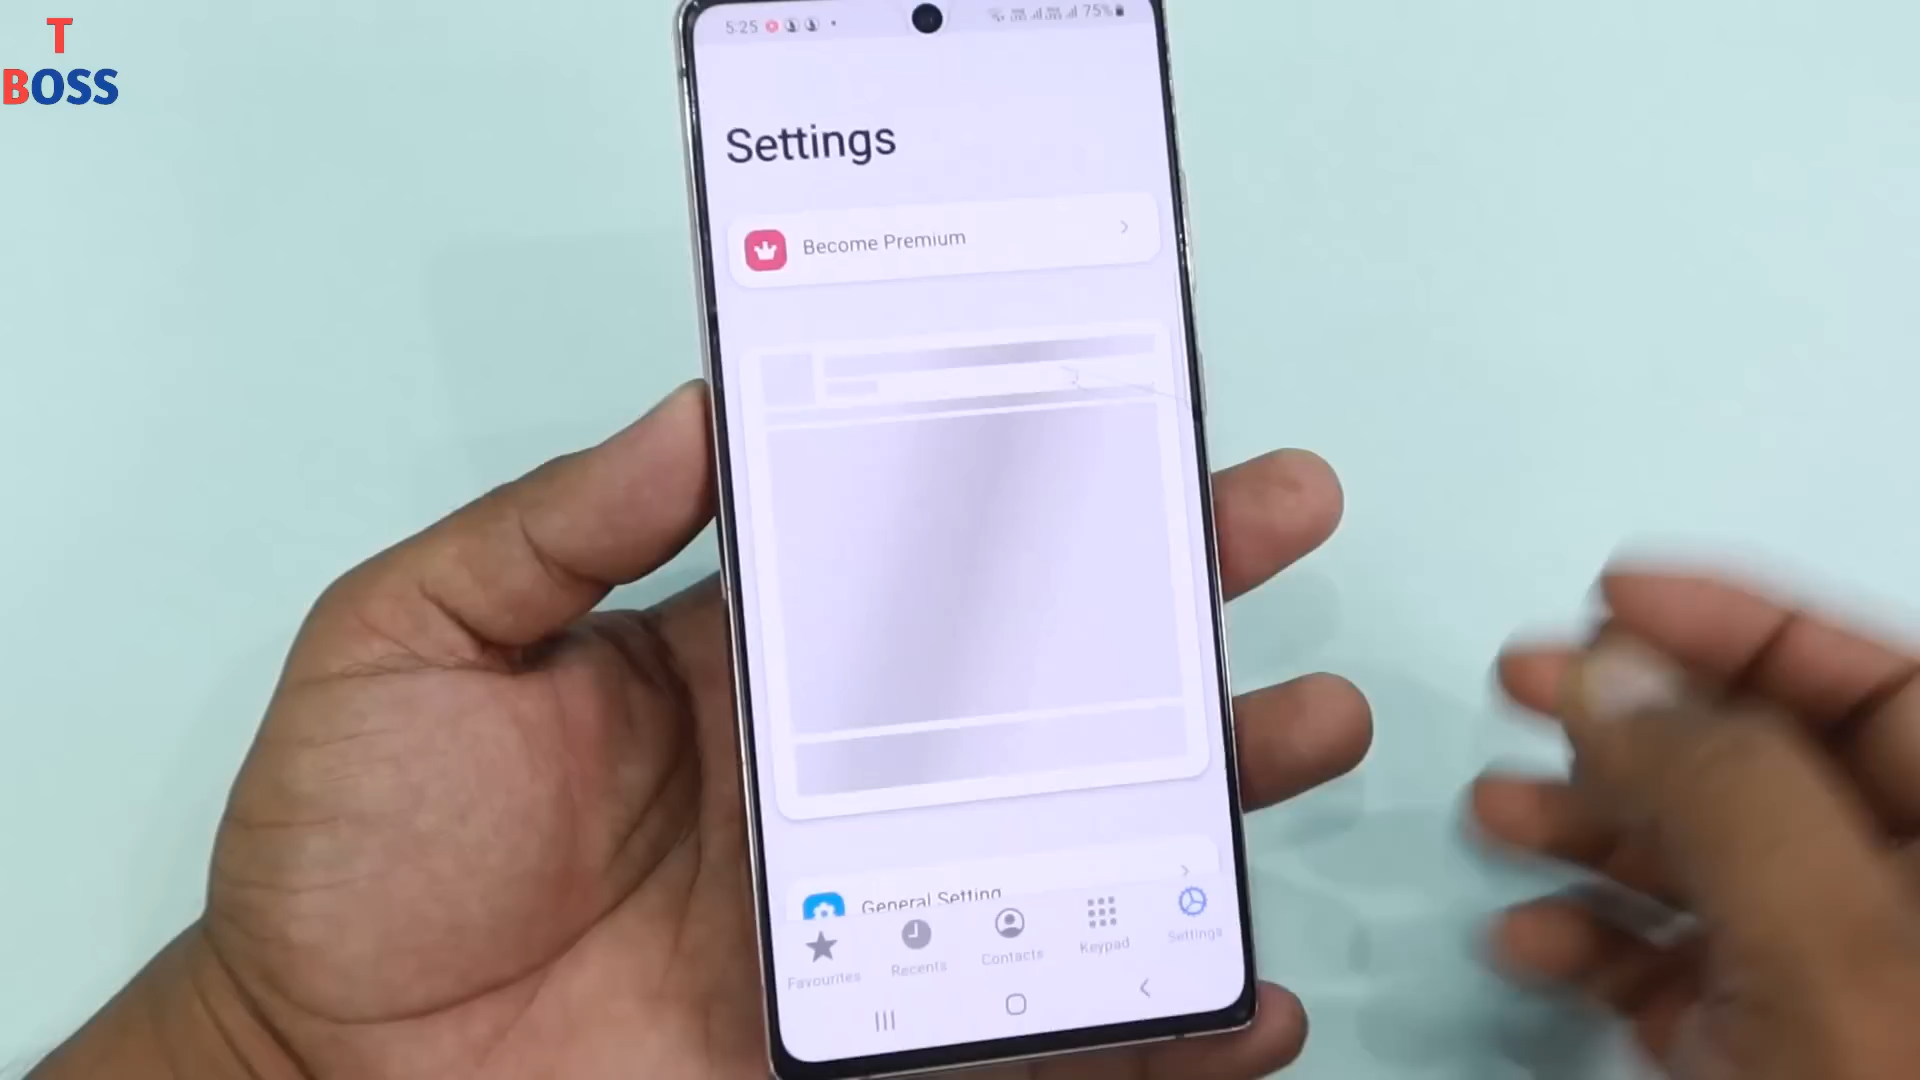 T
BOSS
5:25
75%
Settings
Become Premium
General Setting
Favourites
Recents
Contacts
Keypad
Settings